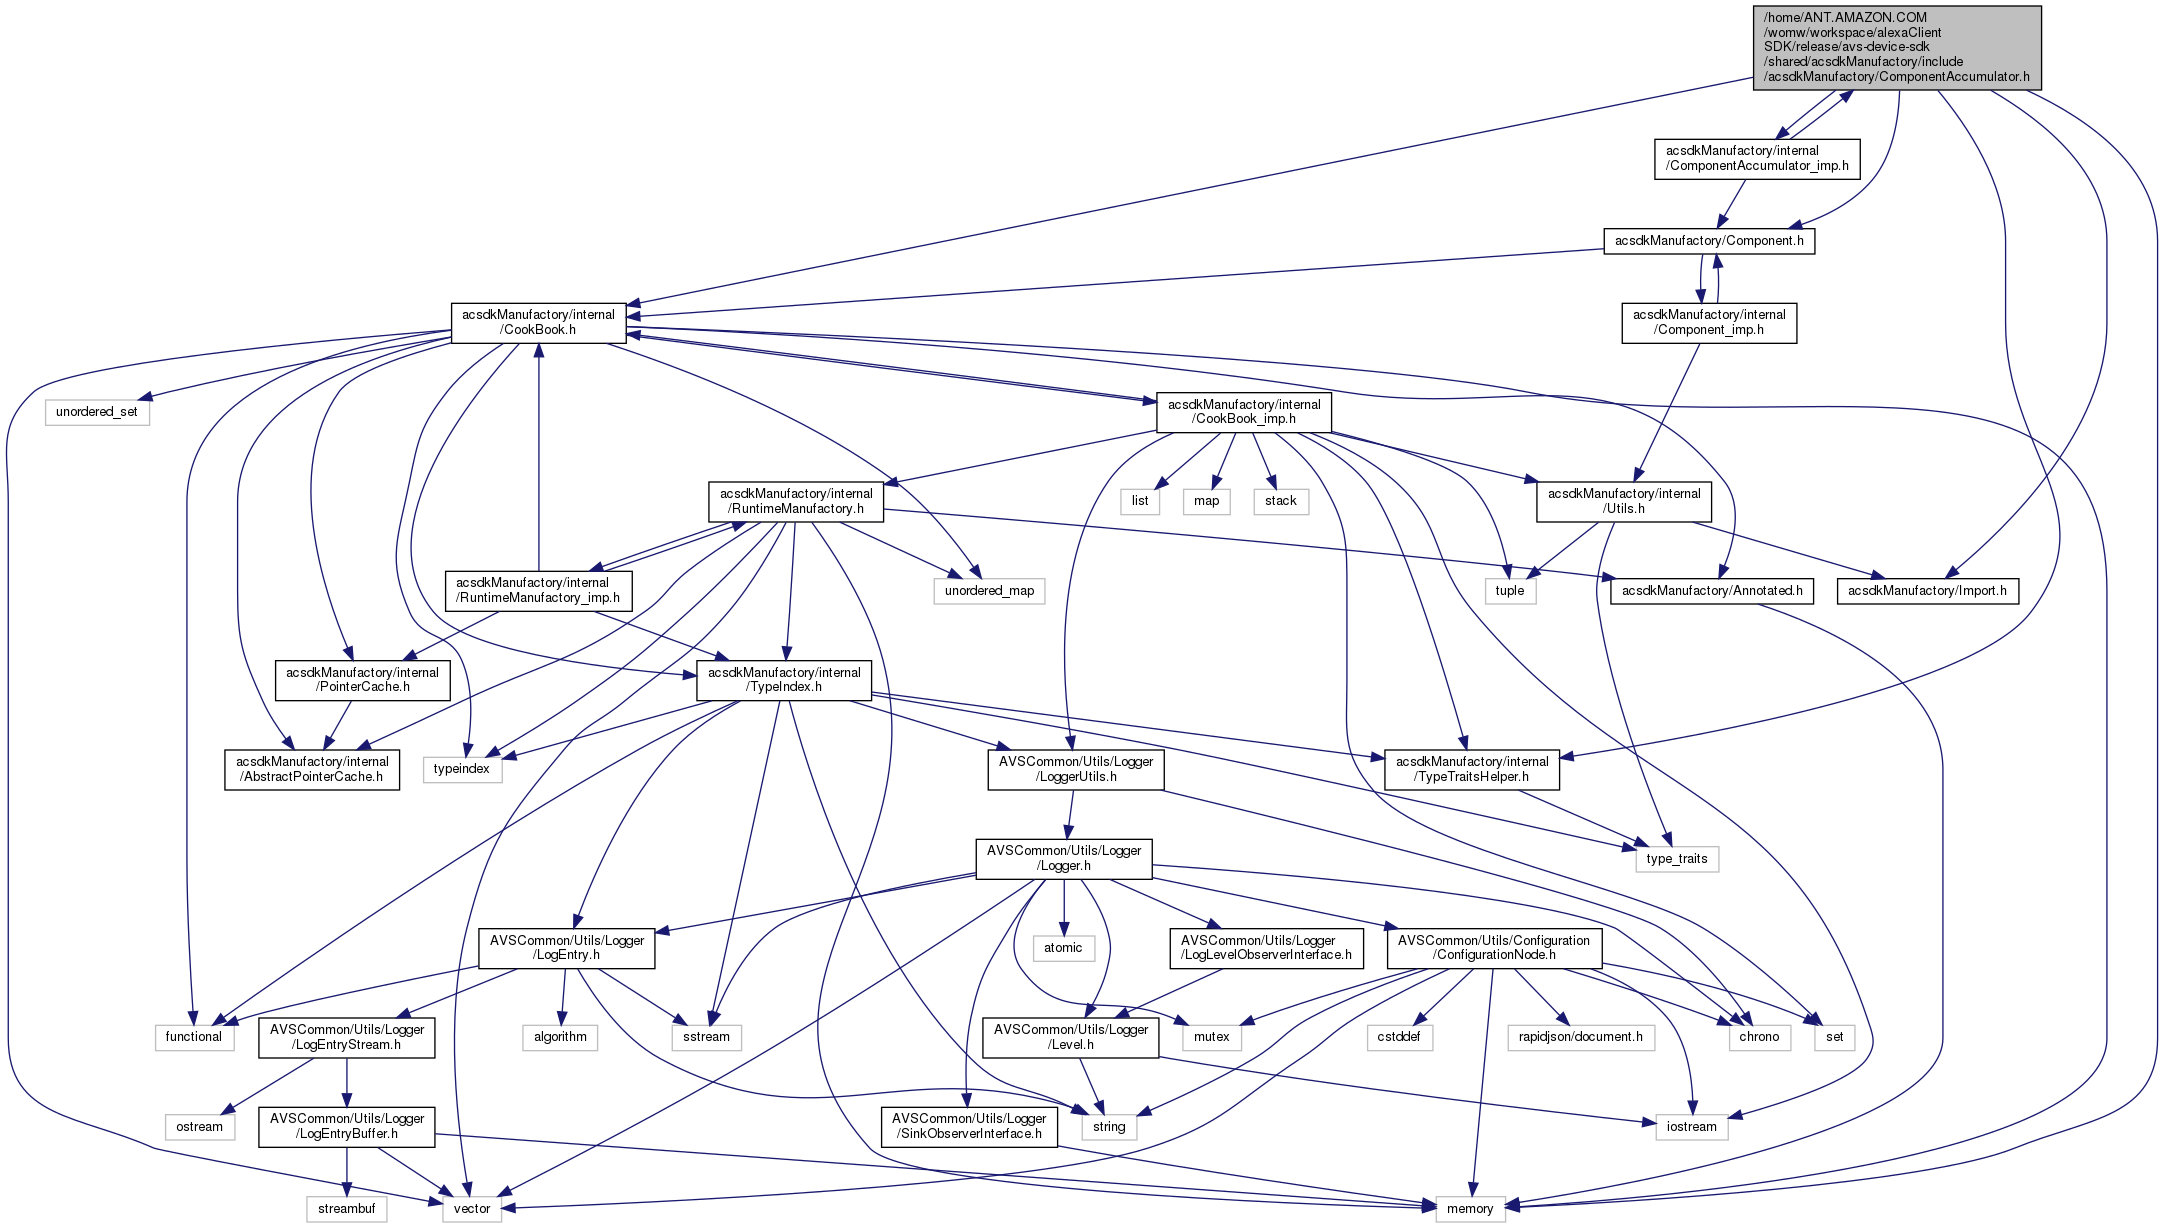 /home/ANT.AMAZON.COM
/womw/workspace/alexaClient
SDK/release/avs-device-sdk
/shared/acsdkManufactory/include
/acsdkManufactory/ComponentAccumulator.h
acsdkManufactory/internal
/ComponentAccumulator_imp.h
acsdkManufactory/Component.h
acsdkManufactory/internal
/CookBook.h
acsdkManufactory/internal
/Component_imp.h
unordered_set
acsdkManufactory/internal
/CookBook_imp.h
acsdkManufactory/internal
/RuntimeManufactory.h
list
map
stack
acsdkManufactory/internal
/Utils.h
acsdkManufactory/internal
/RuntimeManufactory_imp.h
unordered_map
tuple
acsdkManufactory/Annotated.h
acsdkManufactory/Import.h
acsdkManufactory/internal
/PointerCache.h
acsdkManufactory/internal
/TypeIndex.h
acsdkManufactory/internal
/AbstractPointerCache.h
typeindex
AVSCommon/Utils/Logger
/LoggerUtils.h
acsdkManufactory/internal
/TypeTraitsHelper.h
AVSCommon/Utils/Logger
/Logger.h
type_traits
AVSCommon/Utils/Logger
/LogEntry.h
atomic
AVSCommon/Utils/Logger
/LogLevelObserverInterface.h
AVSCommon/Utils/Configuration
/ConfigurationNode.h
functional
AVSCommon/Utils/Logger
/LogEntryStream.h
algorithm
sstream
AVSCommon/Utils/Logger
/Level.h
mutex
cstddef
rapidjson/document.h
chrono
set
ostream
AVSCommon/Utils/Logger
/LogEntryBuffer.h
AVSCommon/Utils/Logger
/SinkObserverInterface.h
string
iostream
streambuf
vector
memory